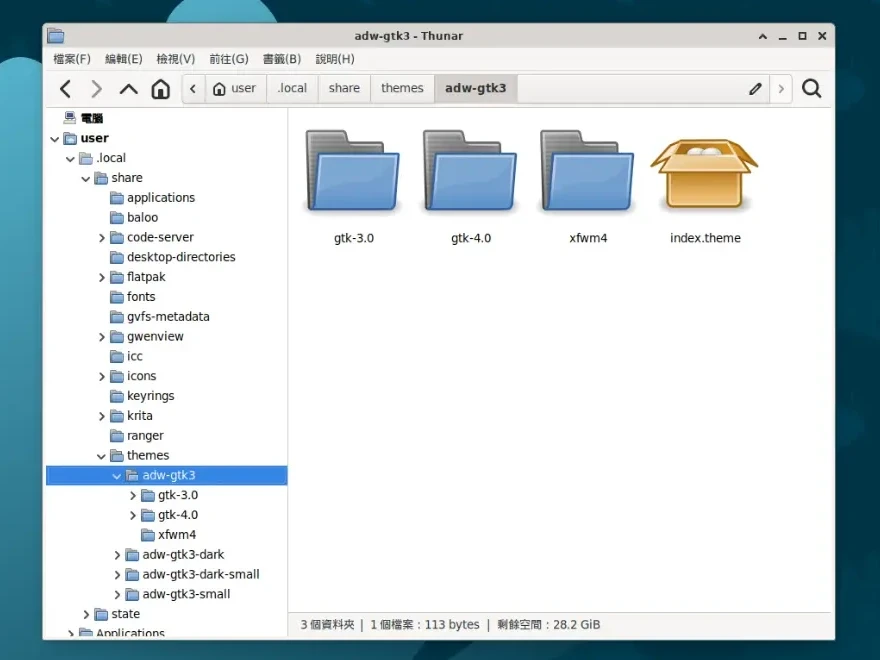 adw-gtk3 - Thunar
檔案(F) 編輯(E) 檢視(V) 前往(G) 書籤(B) 說明(H)
user .local share themes adw-gtk3
電腦
user
.local
share
applications
baloo
code-server
desktop-directories
flatpak
fonts
gvfs-metadata
gwenview
icc
icons
keyrings
krita
ranger
themes
adw-gtk3
gtk-3.0
gtk-4.0
xfwm4
adw-gtk3-dark
adw-gtk3-dark-small
adw-gtk3-small
state
Applications
gtk-3.0 gtk-4.0 xfwm4 index.theme
3 個資料夾 | 1 個檔案：113 bytes | 剩餘空間：28.2 GiB